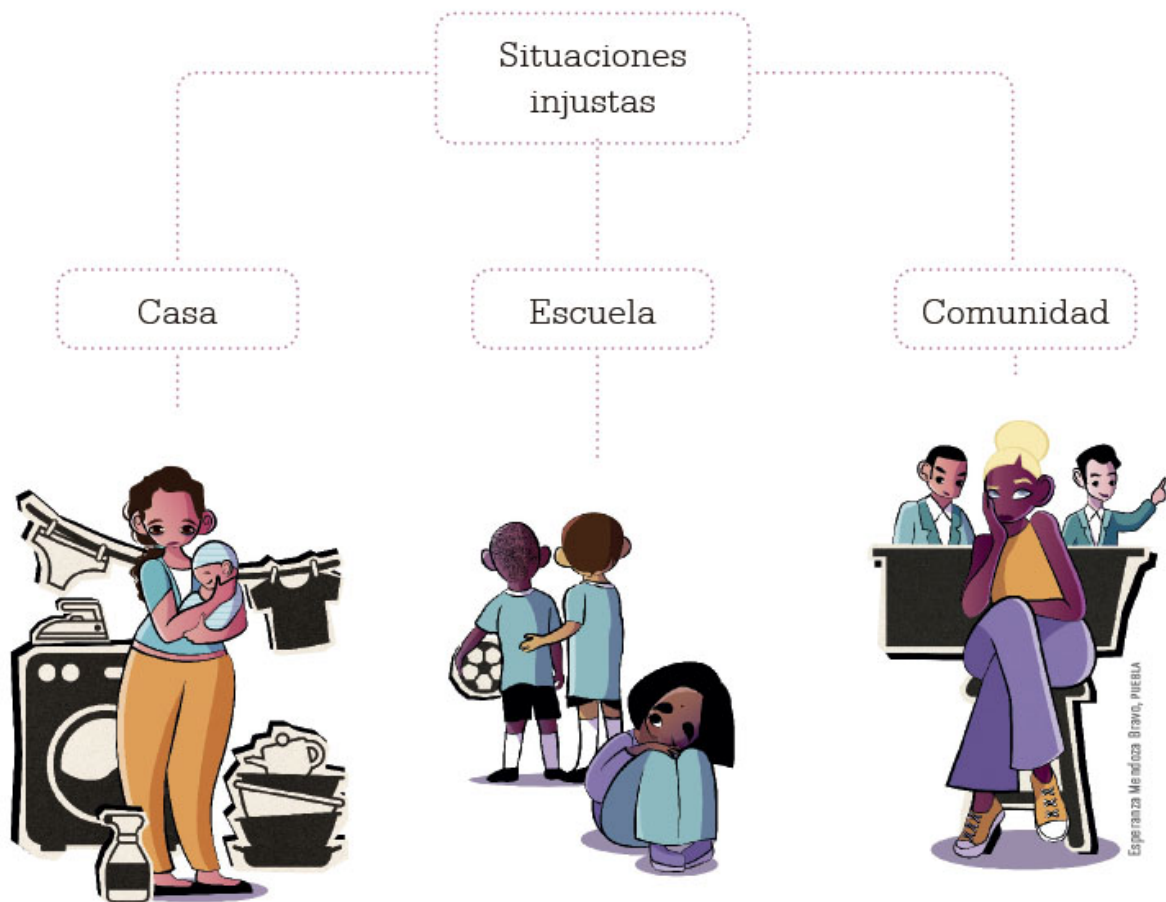 Situaciones
injustas
Casa
Escuela
Comunidad
Esperanza Mendoza Bravo, PUEBLA